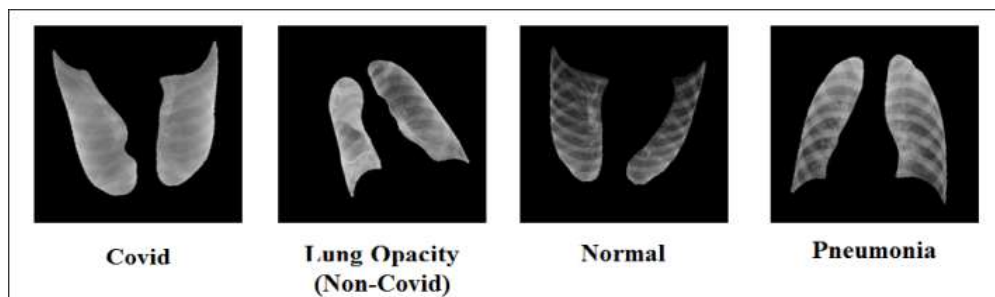 Covid
Lung Opacity
(Non-Covid)
Normal
Pneumonia